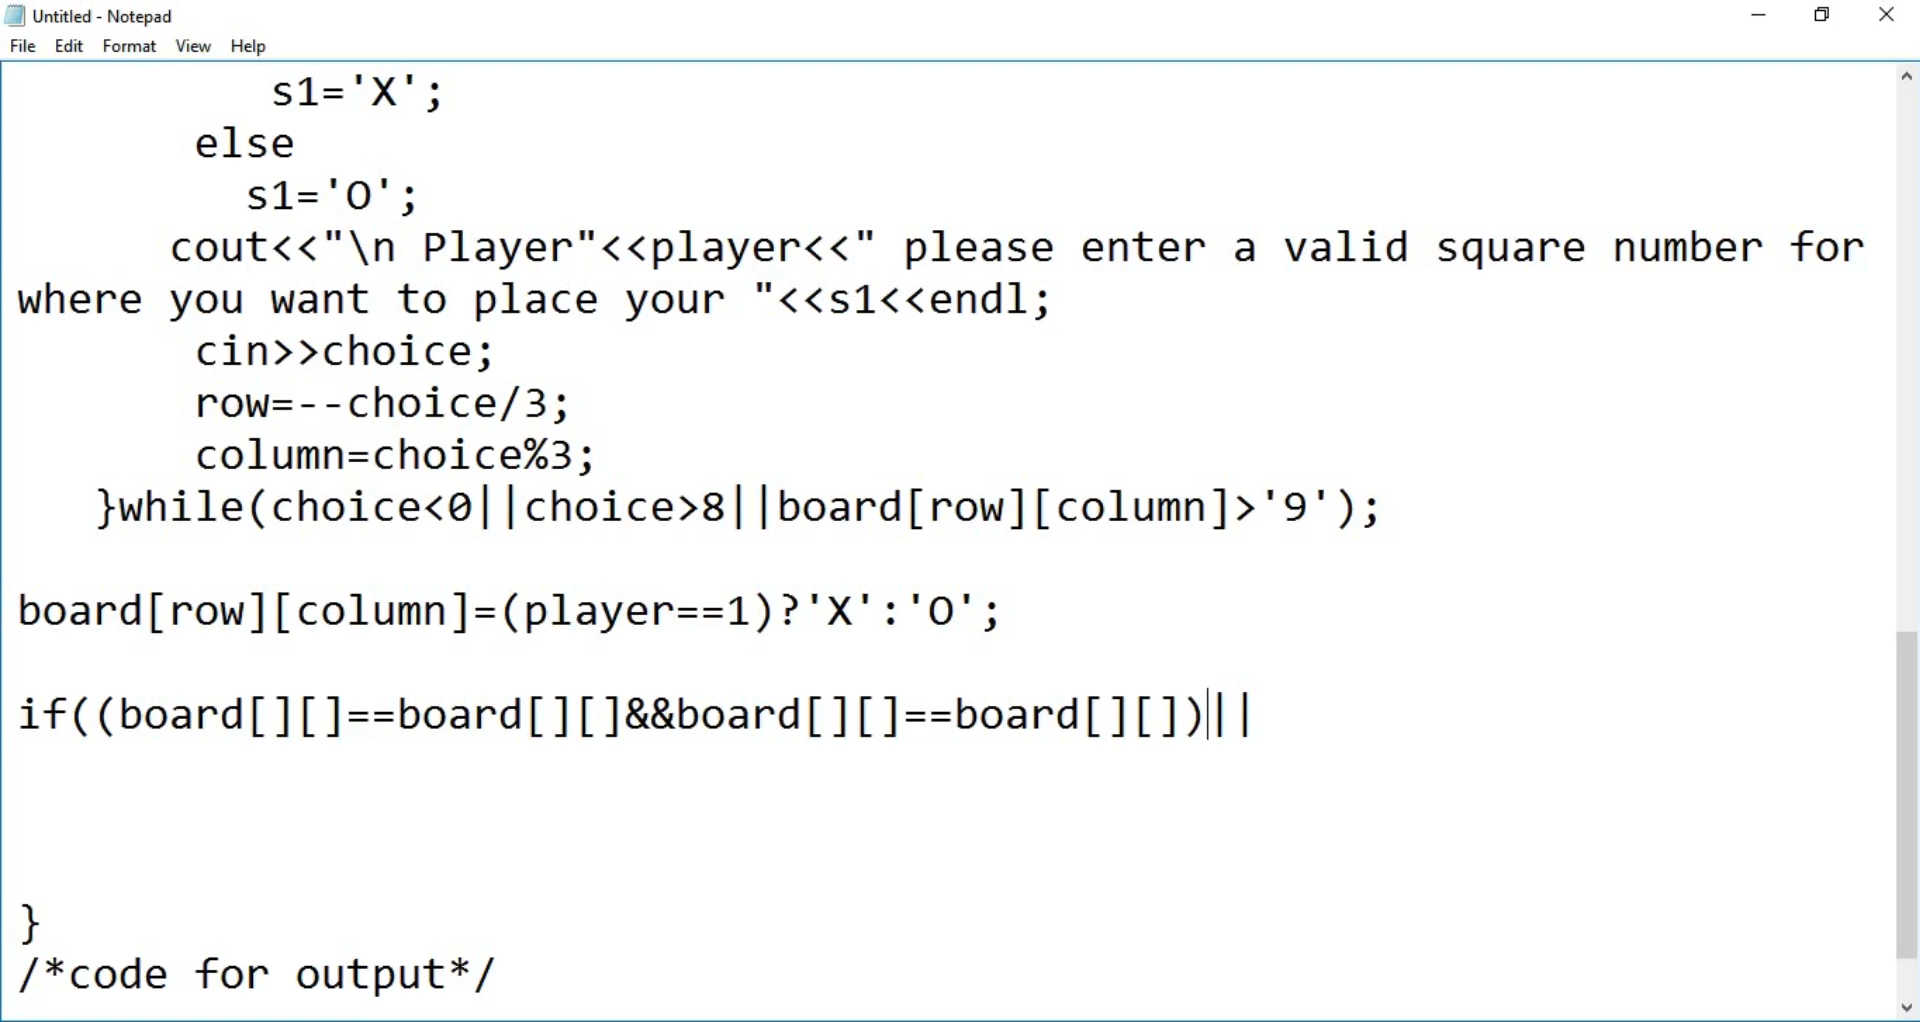 Untitled - Notepad
File Edit Format View Help
s1='X';
else
s1='O';
cout<<"\n Player"<<player<<" please enter a valid square number for
where you want to place your "<<s1<<endl;
cin>>choice;
row=--choice/3;
column=choice%3;
}while(choice<0||choice>8||board[row][column]>'9');
board[row][column]=(player==1)?'X':'O';
if((board[][]==board[][]&&board[][]==board[][])||
}
/*code for output*/